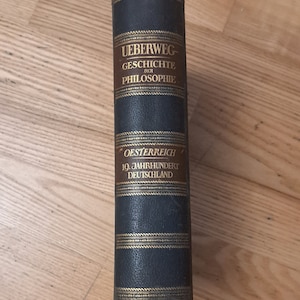 UEBERWEG-
GESCHICHTE
DER
PHILOSOPHIE
OESTERREICH
19. JAHRHUNDERT
DEUTSCHLAND